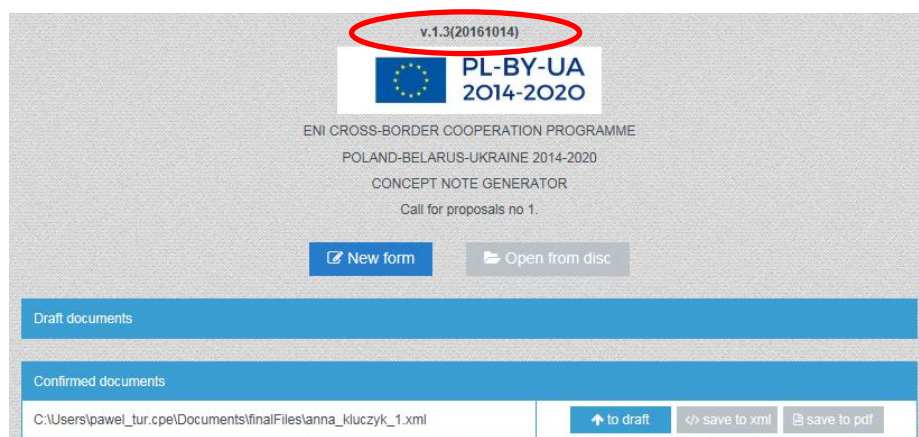 v.1.3(20161014)
PL-BY-UA
2014-2020
ENI CROSS-BORDER COOPERATION PROGRAMME
POLAND-BELARUS-UKRAINE 2014-2020
CONCEPT NOTE GENERATOR
Call for proposals no 1.
New form Open from disc
Draft documents
Confirmed documents
C:\Users\pawel_tur.cpe\Documents\finalFiles\anna_kluczyk_1.xml to draft </> save to xml save to pdf